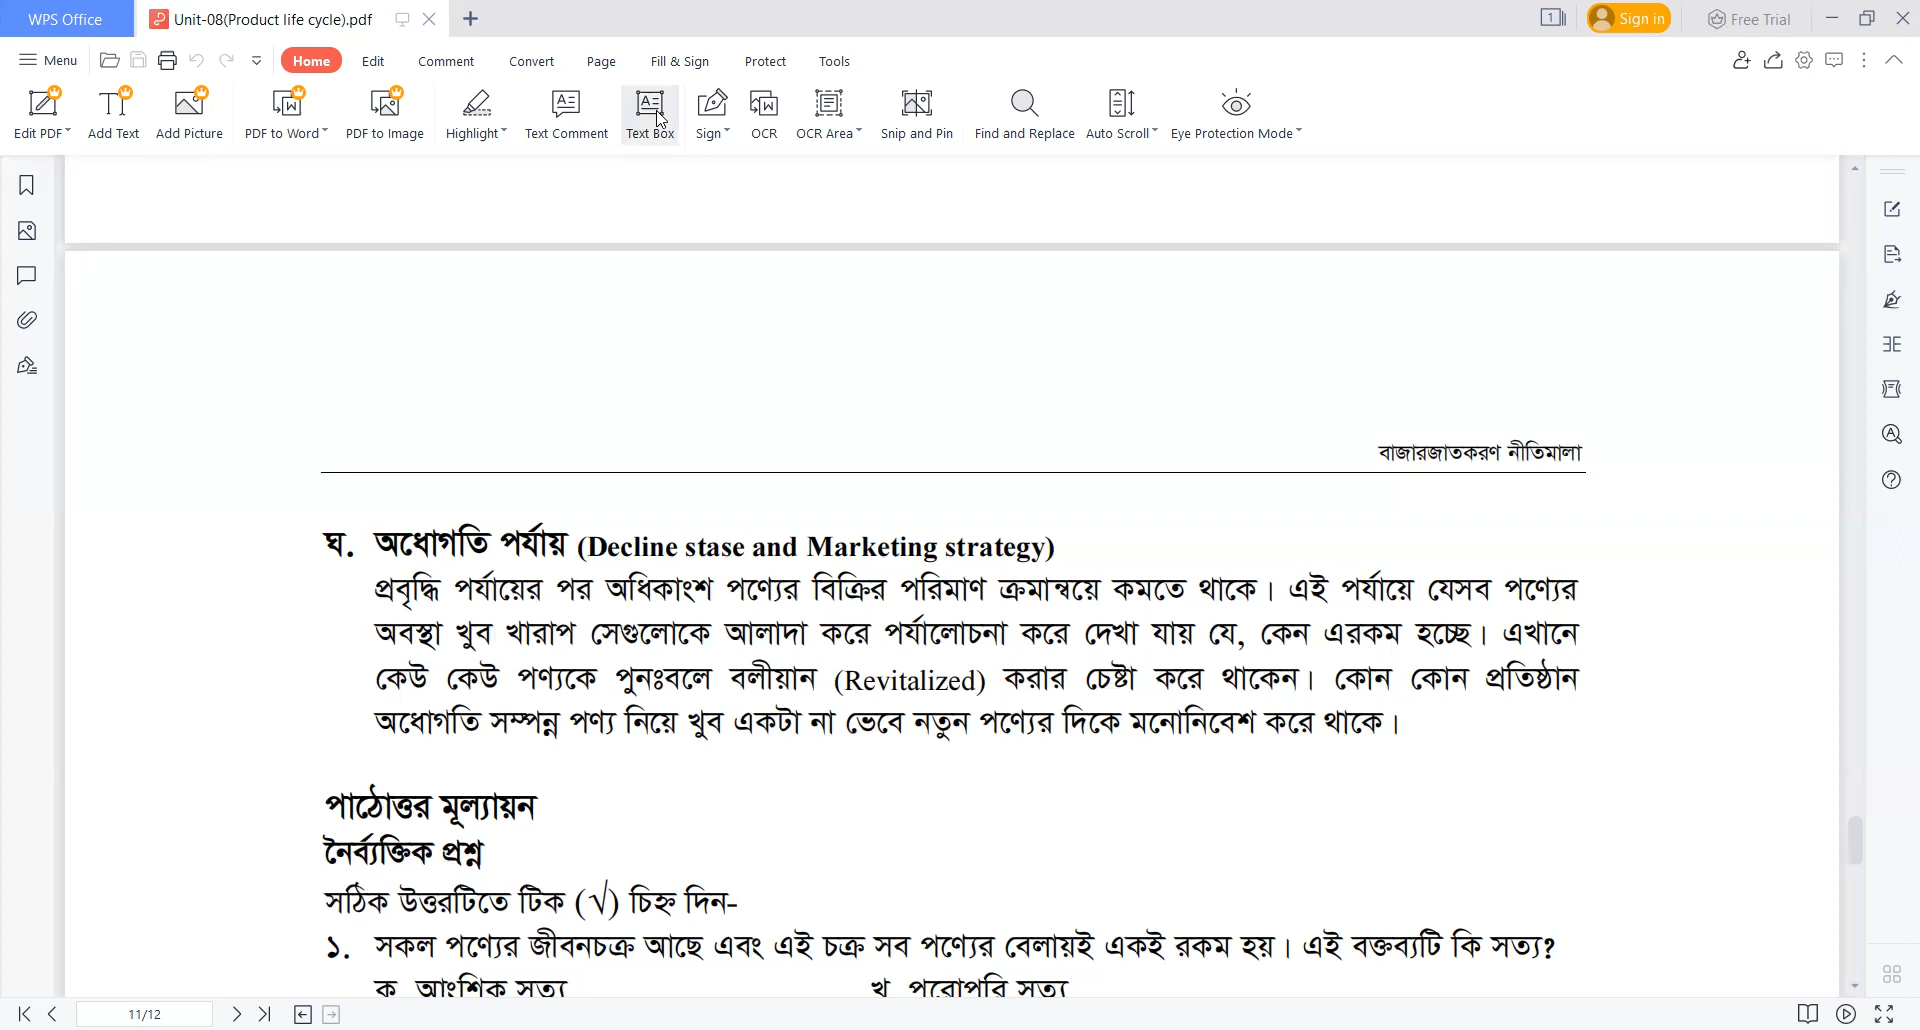 WPS Office
Unit-08(Product life cycle).pdf
1
Sign in
Free Trial
Menu
Home
Edit
Comment
Convert
Page
Fill & Sign
Protect
Tools
Edit PDF
Add Text
Add Picture
PDF to Word
PDF to Image
Highlight
Text Comment
Text Box
Sign
OCR
OCR Area
Snip and Pin
Find and Replace
Auto Scroll
Eye Protection Mode
বাজারজাতকরণ নীতিমালা
ঘ. অধোগতি পর্যায় (Decline stase and Marketing strategy)
প্রবৃদ্ধি পর্যায়ের পর অধিকাংশ পণ্যের বিক্রির পরিমাণ ক্রমান্বয়ে কমতে থাকে। এই পর্যায়ে যেসব পণ্যের
অবস্থা খুব খারাপ সেগুলোকে আলাদা করে পর্যালোচনা করে দেখা যায় যে, কেন এরকম হচ্ছে। এখানে
কেউ কেউ পণ্যকে পুনঃবলে বলীয়ান (Revitalized) করার চেষ্টা করে থাকেন। কোন কোন প্রতিষ্ঠান
অধোগতি সম্পন্ন পণ্য নিয়ে খুব একটা না ভেবে নতুন পণ্যের দিকে মনোনিবেশ করে থাকে।
পাঠোত্তর মূল্যায়ন
নৈর্ব্যক্তিক প্রশ্ন
সঠিক উত্তরটিতে টিক (√) চিহ্ন দিন-
১. সকল পণ্যের জীবনচক্র আছে এবং এই চক্র সব পণ্যের বেলায়ই একই রকম হয়। এই বক্তব্যটি কি সত্য?
ক. আংশিক সত্য খ. পুরোপুরি সত্য
11/12